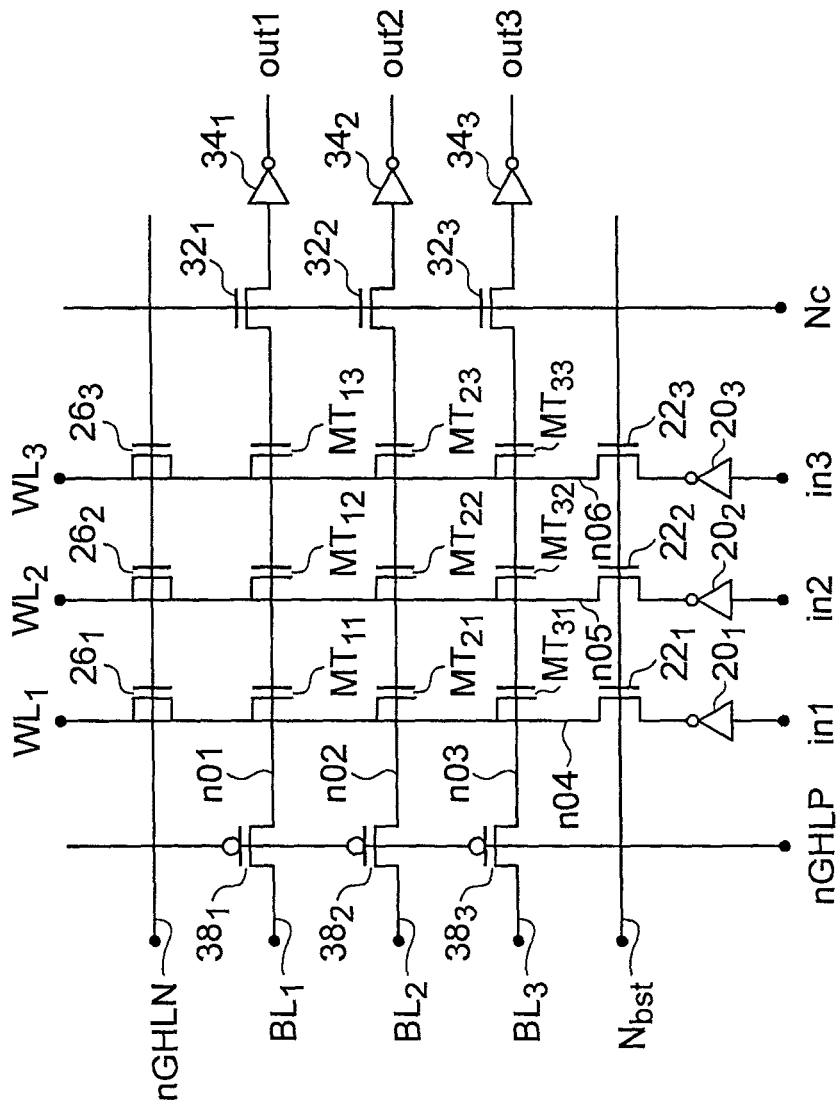 WL1 WL2 WL3
261 262 263
nGHLN
321 341 out1
381 n01 MT11 MT12 MT13
BL1
322 342 out2
382 n02 MT21 MT22 MT23
BL2
323 343 out3
383 n03 MT31 MT32 MT33
BL3
n04 n05 n06
221 222 223
Nbst
201 202 203
nGHLP in1 in2 in3 Nc